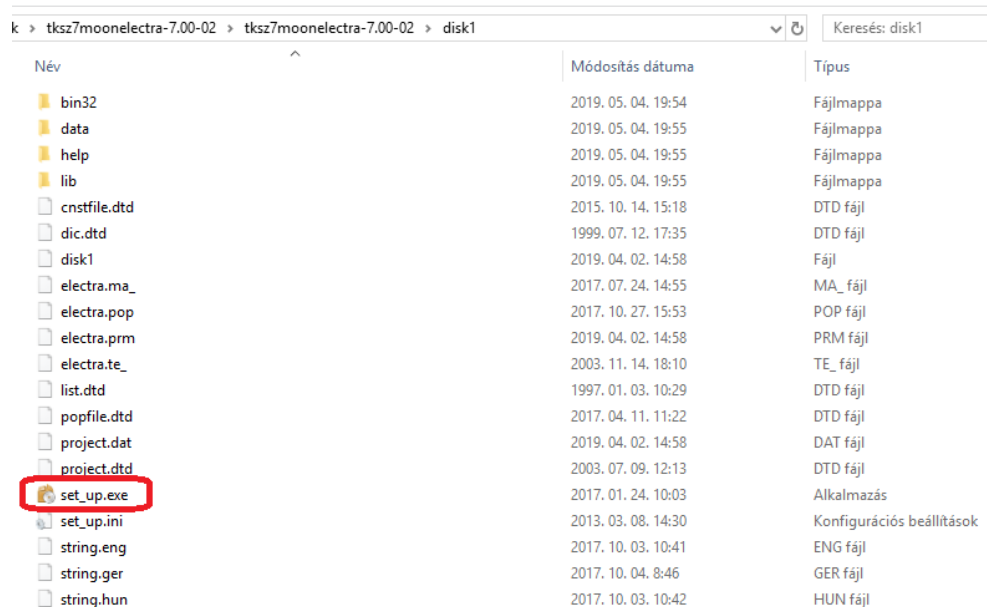 k > tksz7moonelectra-7.00-02 > tksz7moonelectra-7.00-02 > disk1 Keresés: disk1
Név Módosítás dátuma Típus
bin32 2019. 05. 04. 19:54 Fájlmappa
data 2019. 05. 04. 19:55 Fájlmappa
help 2019. 05. 04. 19:55 Fájlmappa
lib 2019. 05. 04. 19:55 Fájlmappa
cnstfile.dtd 2015. 10. 14. 15:18 DTD fájl
dic.dtd 1999. 07. 12. 17:35 DTD fájl
disk1 2019. 04. 02. 14:58 Fájl
electra.ma_ 2017. 07. 24. 14:55 MA_ fájl
electra.pop 2017. 10. 27. 15:53 POP fájl
electra.prm 2019. 04. 02. 14:58 PRM fájl
electra.te_ 2003. 11. 14. 18:10 TE_ fájl
list.dtd 1997. 01. 03. 10:29 DTD fájl
popfile.dtd 2017. 04. 11. 11:22 DTD fájl
project.dat 2019. 04. 02. 14:58 DAT fájl
project.dtd 2003. 07. 09. 12:13 DTD fájl
set_up.exe 2017. 01. 24. 10:03 Alkalmazás
set_up.ini 2013. 03. 08. 14:30 Konfigurációs beállítások
string.eng 2017. 10. 03. 10:41 ENG fájl
string.ger 2017. 10. 04. 8:46 GER fájl
string.hun 2017. 10. 03. 10:42 HUN fájl